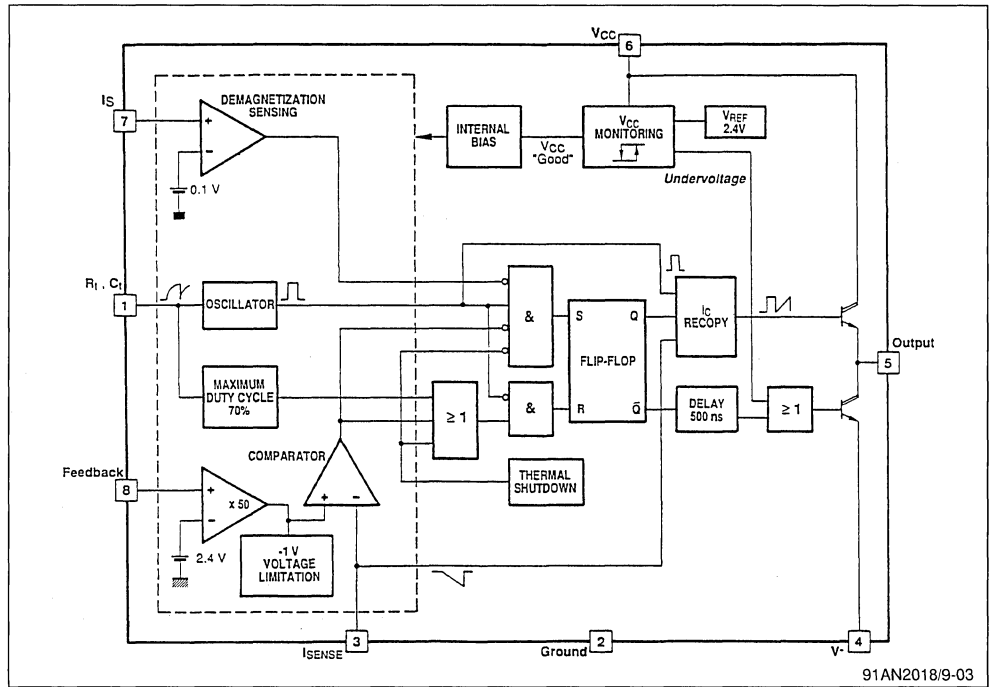 VCC
6
IS
7
DEMAGNETIZATION
SENSING
+
−
0.1 V
INTERNAL
BIAS
VCC
"Good"
VCC
MONITORING
VREF
2.4V
Undervoltage
Rt . Ct
1
OSCILLATOR
&
S
Q
FLIP-FLOP
R
Q̄
IC
RECOPY
Output
5
MAXIMUM
DUTY CYCLE
70%
≥ 1
&
DELAY
500 ns
≥ 1
COMPARATOR
+ −
THERMAL
SHUTDOWN
Feedback
8
+
x 50
−
2.4 V
-1 V
VOLTAGE
LIMITATION
ISENSE
3
Ground
2
V-
4
91AN2018/9-03